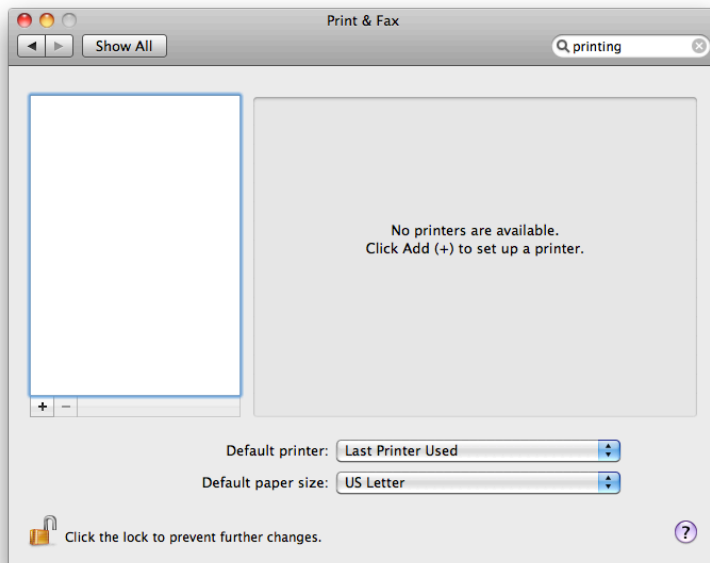 Print & Fax
Show All
printing
No printers are available.
Click Add (+) to set up a printer.
+ −
Default printer: Last Printer Used
Default paper size: US Letter
Click the lock to prevent further changes.
?